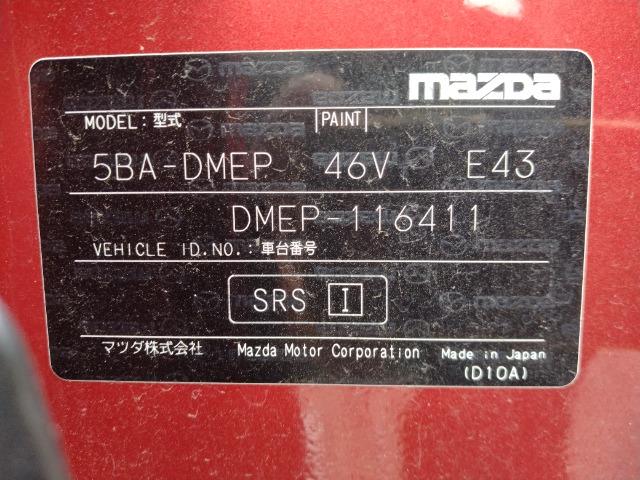 mazda
MODEL: 型式 PAINT
5BA-DMEP 46V E43
DMEP-116411
VEHICLE ID.NO.: 車台番号
SRS I
マツダ株式会社 Mazda Motor Corporation Made in Japan
(D10A)